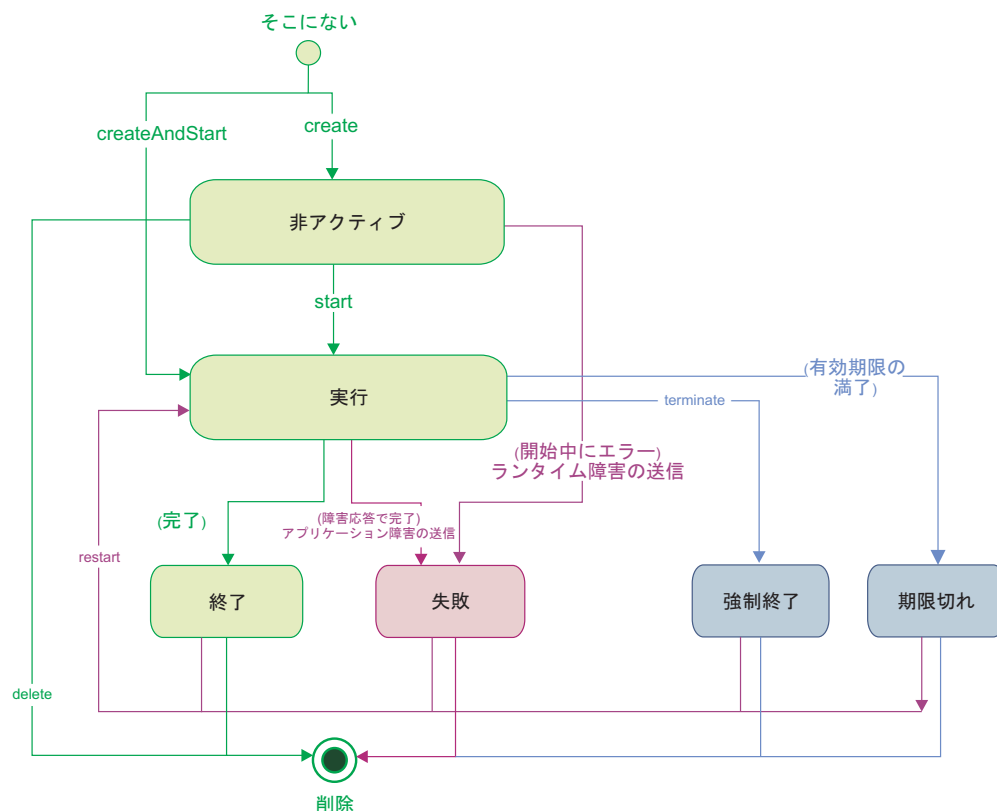 そこにない
createAndStart
create
非アクティブ
start
実行
(有効期限の
満了)
terminate
(開始中にエラー)
ランタイム障害の送信
(完了)
(障害応答で完了)
アプリケーション障害の送信
restart
終了
失敗
強制終了
期限切れ
delete
削除